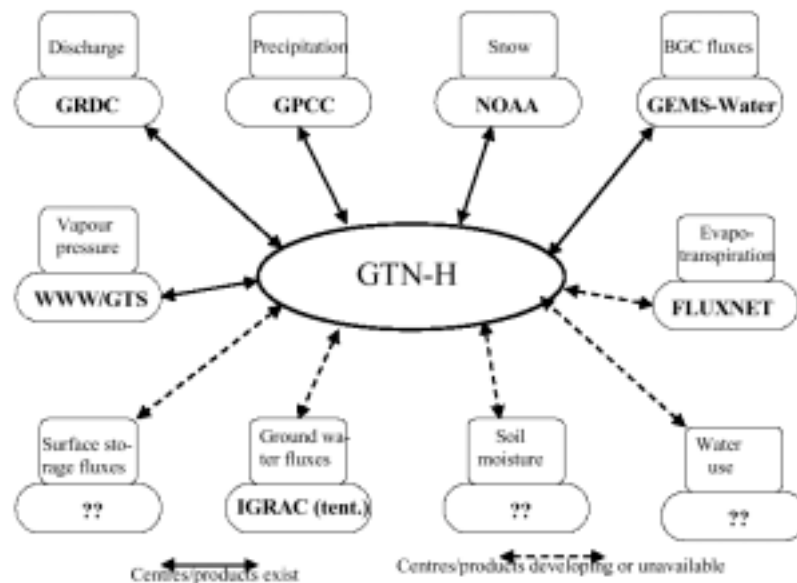 Discharge
GRDC
Precipitation
GPCC
Snow
NOAA
BGC fluxes
GEMS-Water
Vapour
pressure
WWW/GTS
GTN-H
Evapo-
transpiration
FLUXNET
Surface sto-
rage fluxes
??
Ground wa-
ter fluxes
IGRAC (tent.)
Soil
moisture
??
Water
use
??
Centres/products exist
Centres/products developing or unavailable